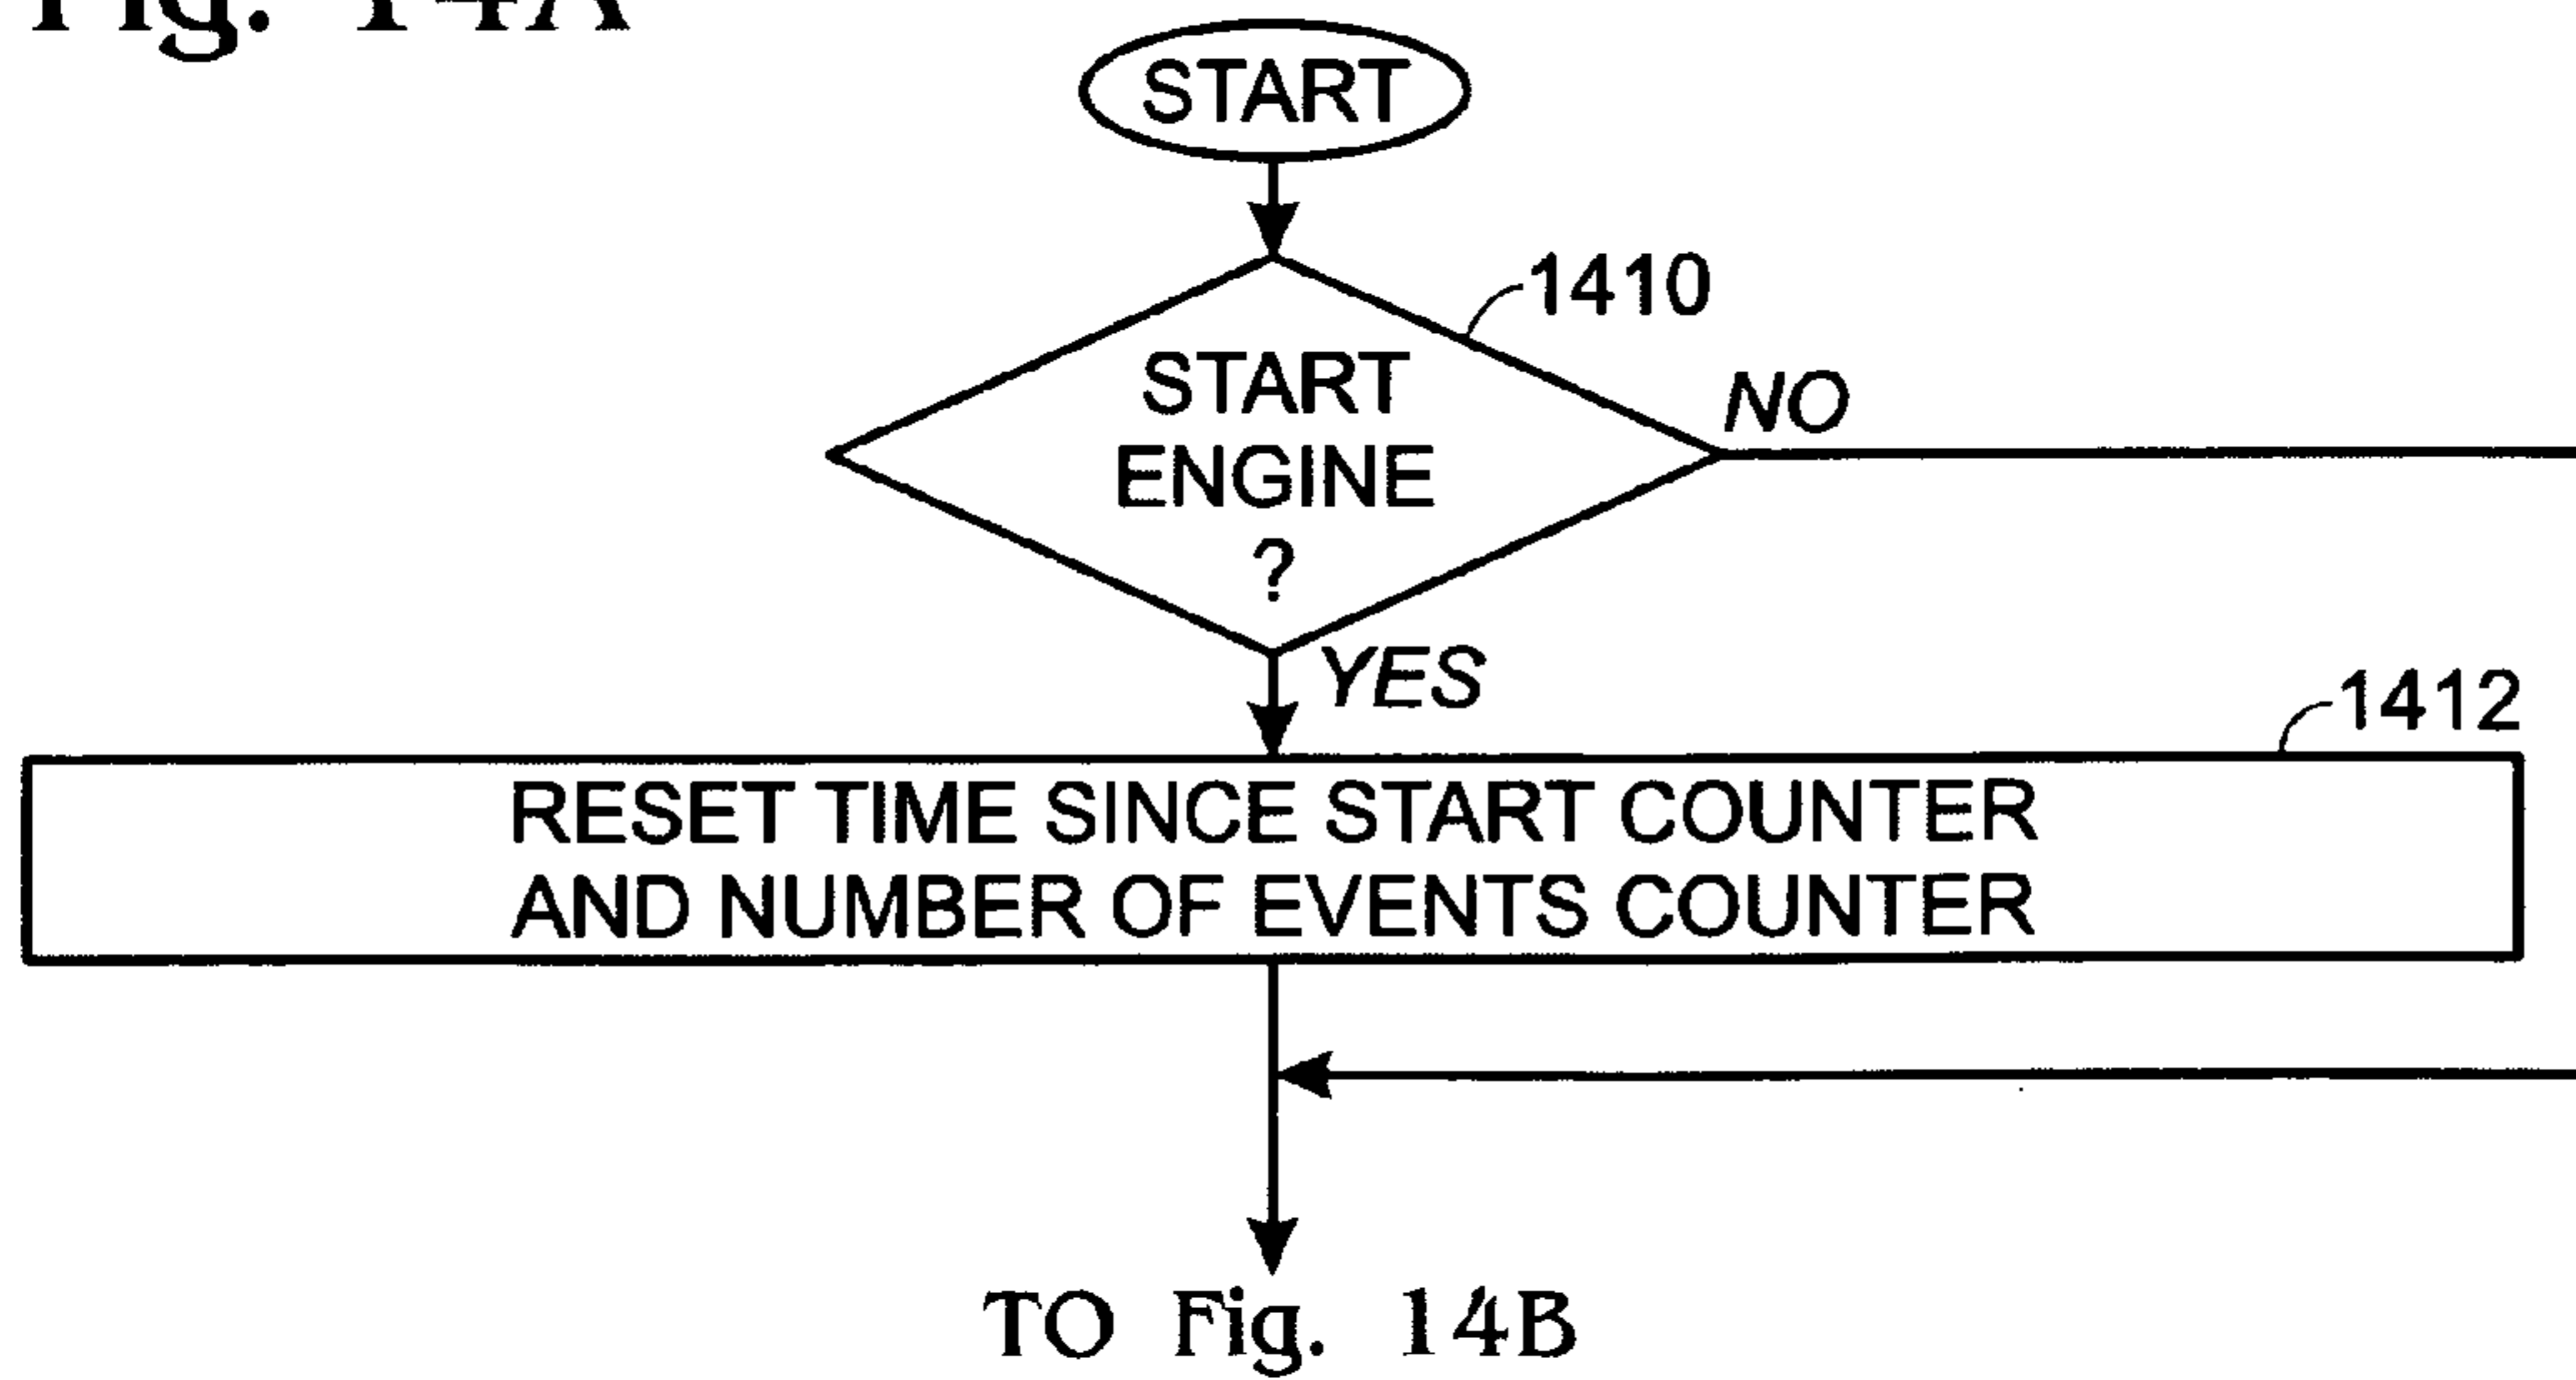 Fig. 14A
START
1410
START
ENGINE
?
NO
YES
1412
RESET TIME SINCE START COUNTER
AND NUMBER OF EVENTS COUNTER
TO Fig. 14B